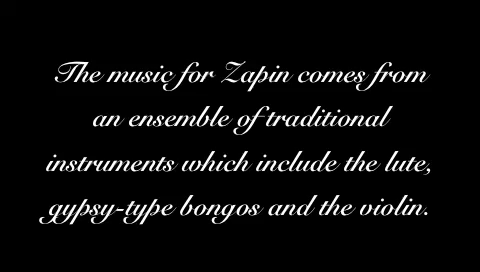 The music for Zapin comes from
an ensemble of traditional
instruments which include the lute,
gypsy-type bongos and the violin.